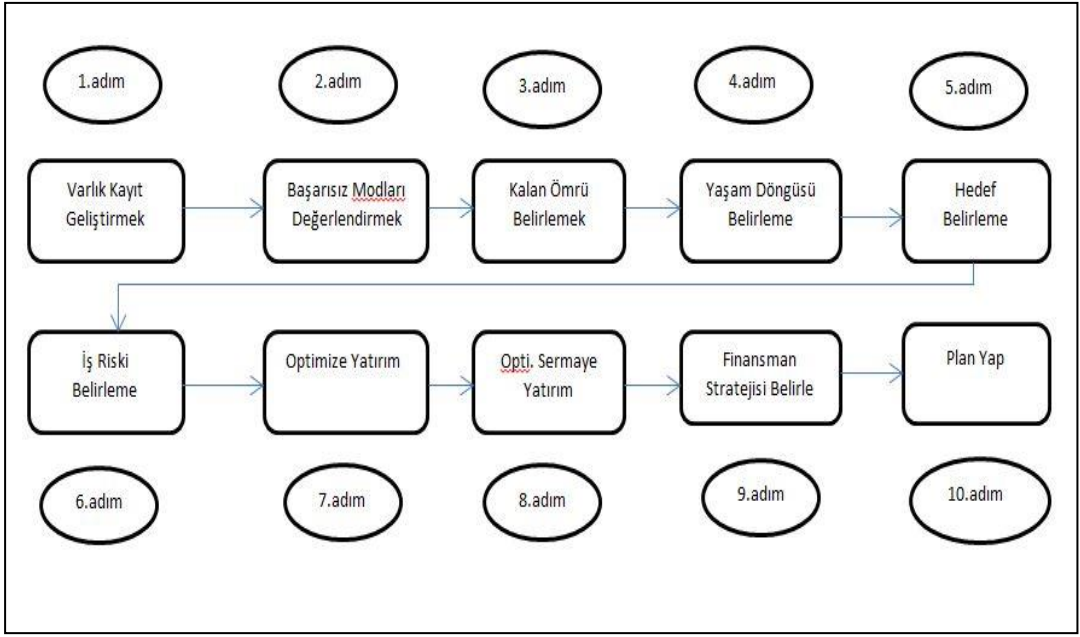 1.adım
2.adım
3.adım
4.adım
5.adım
Varlık Kayıt
Geliştirmek
Başarısız Modları
Değerlendirmek
Kalan Ömrü
Belirlemek
Yaşam Döngüsü
Belirleme
Hedef
Belirleme
İş Riski
Belirleme
Optimize Yatırım
Opti. Sermaye
Yatırım
Finansman
Stratejisi Belirle
Plan Yap
6.adım
7.adım
8.adım
9.adım
10.adım